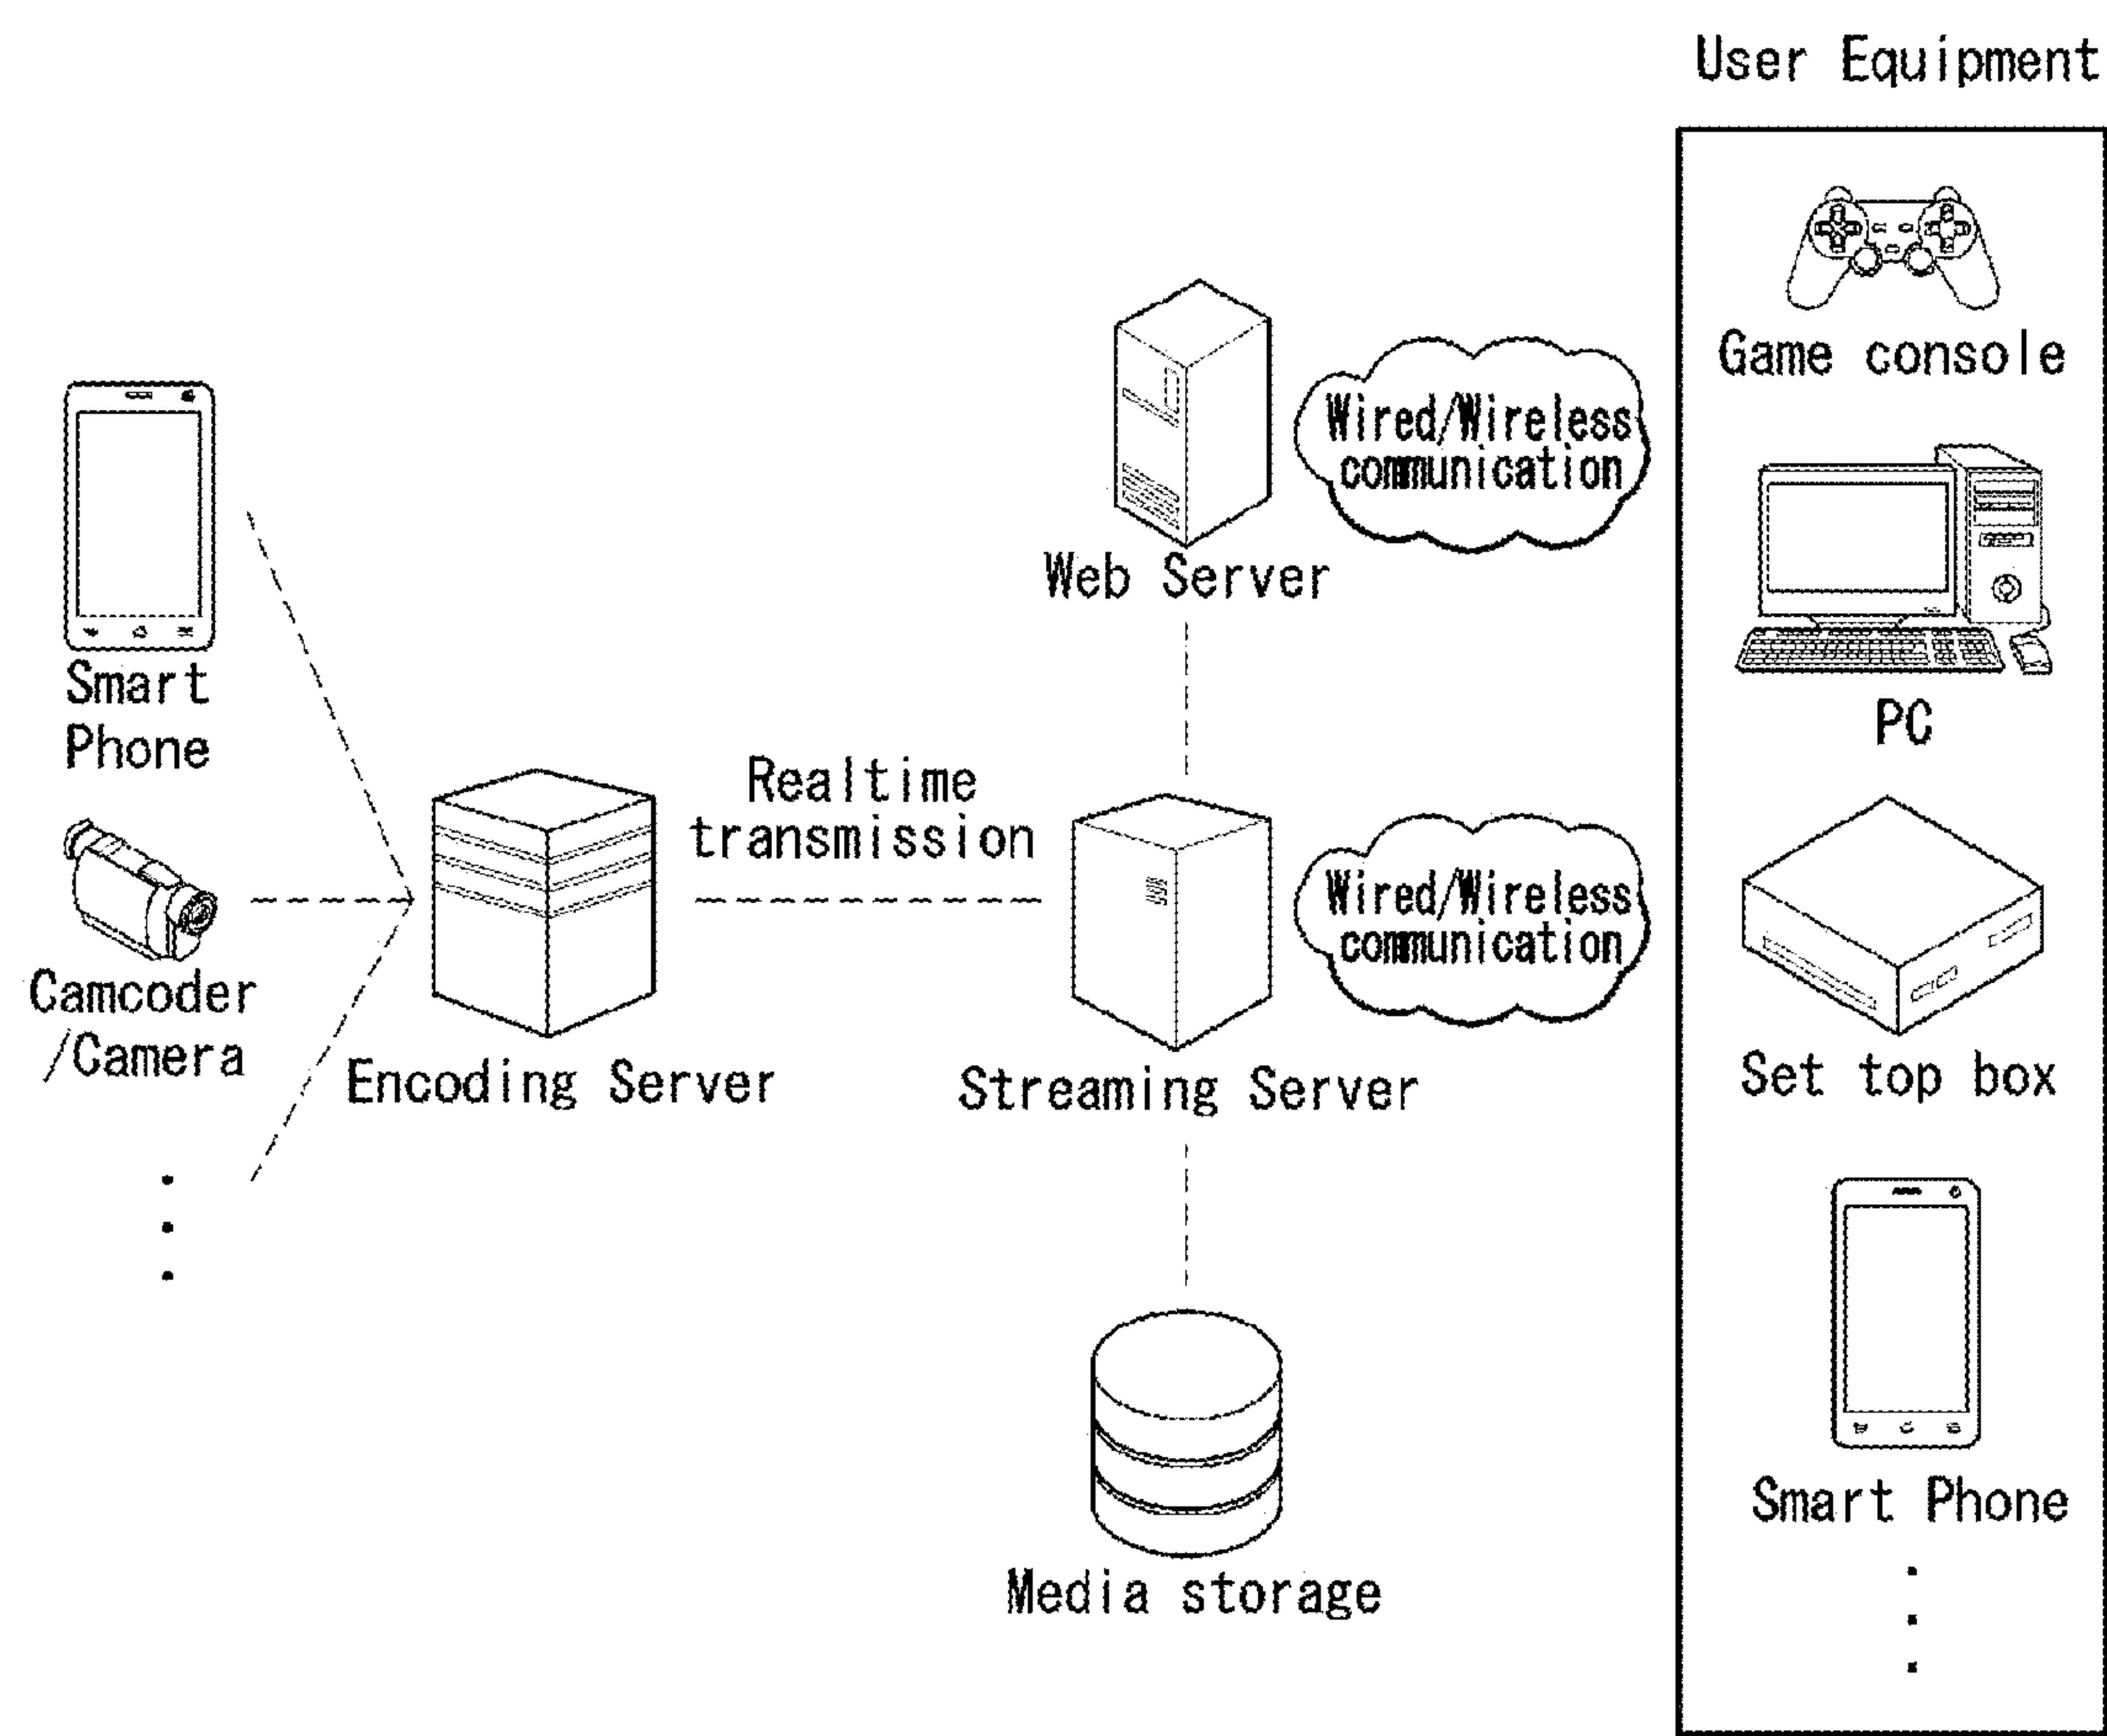 User Equipment
Game console
Wired/Wireless
communication
Web Server
Smart
Phone
PC
Realtime
transmission
Wired/Wireless
communication
Camcoder
/Camera
Encoding Server
Streaming Server
Set top box
Smart Phone
Media storage